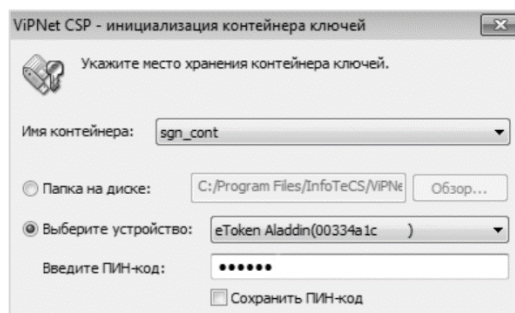 ViPNet CSP - инициализация контейнера ключей
Укажите место хранения контейнера ключей.
Имя контейнера: sgn_cont
Папка на диске: C:/Program Files/InfoTeCS/ViPNe Обзор...
Выберите устройство: eToken Aladdin(00334a1c )
Введите ПИН-код: ••••••
Сохранить ПИН-код